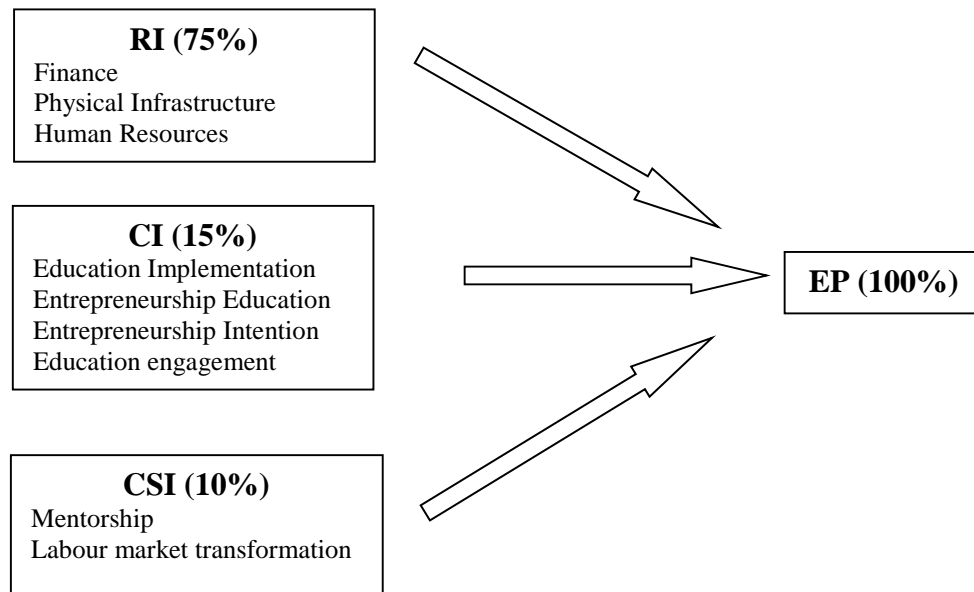 RI (75%)
Finance
Physical Infrastructure
Human Resources
CI (15%)
Education Implementation
Entrepreneurship Education
Entrepreneurship Intention
Education engagement
EP (100%)
CSI (10%)
Mentorship
Labour market transformation